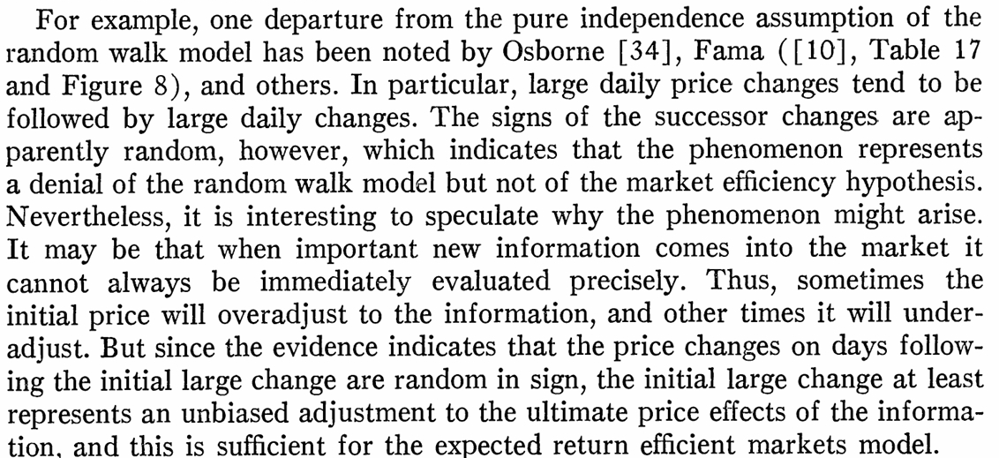 For example, one departure from the pure independence assumption of the
random walk model has been noted by Osborne [34], Fama ([10], Table 17
and Figure 8), and others. In particular, large daily price changes tend to be
followed by large daily changes. The signs of the successor changes are ap-
parently random, however, which indicates that the phenomenon represents
a denial of the random walk model but not of the market efficiency hypothesis.
Nevertheless, it is interesting to speculate why the phenomenon might arise.
It may be that when important new information comes into the market it
cannot always be immediately evaluated precisely. Thus, sometimes the
initial price will overadjust to the information, and other times it will under-
adjust. But since the evidence indicates that the price changes on days follow-
ing the initial large change are random in sign, the initial large change at least
represents an unbiased adjustment to the ultimate price effects of the informa-
tion, and this is sufficient for the expected return efficient markets model.